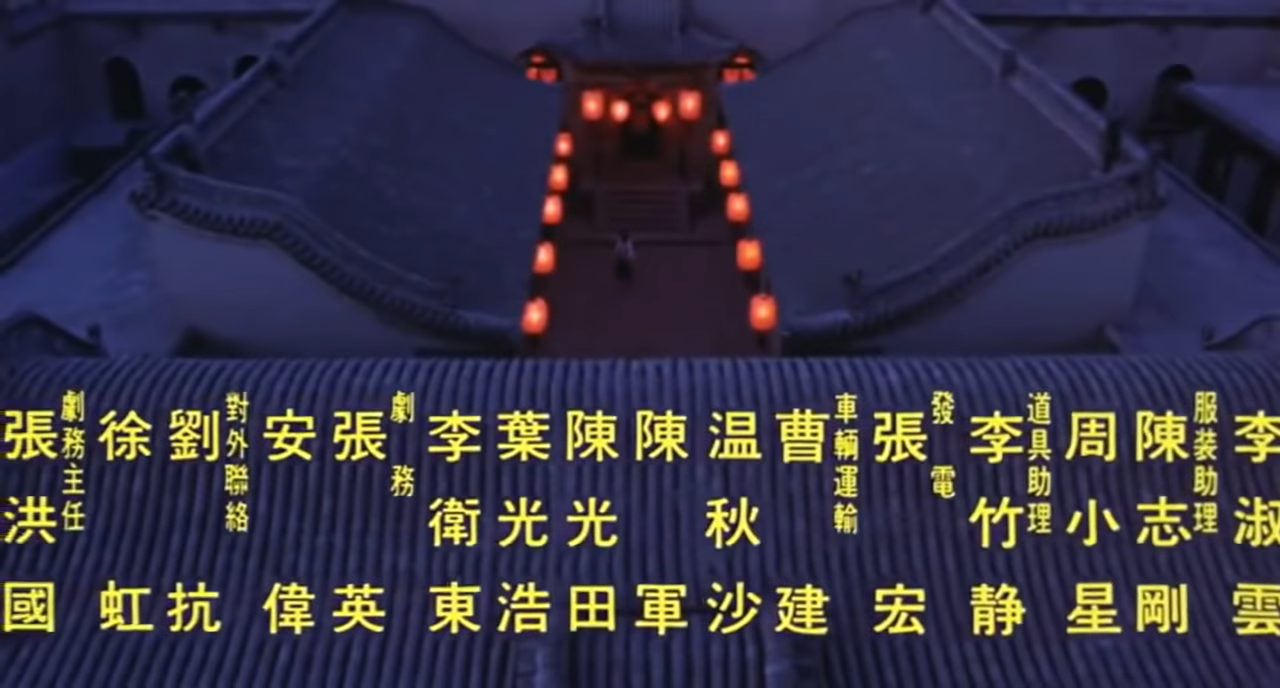 李淑雲
服装助理
陳志剛
周小星
道具助理
李竹静
發電
張宏
車輛運輸
曹建
温秋沙
陳軍
陳光田
葉光浩
李衛東
劇務
張英
安偉
對外聯絡
劉抗
徐虹
劇務主任
張洪國